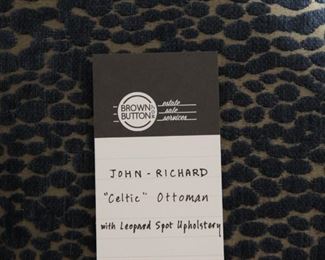 BROWN BUTTON
estate
sale
services
JOHN - RICHARD
"Celtic" Ottoman
with Leopard Spot Upholstery